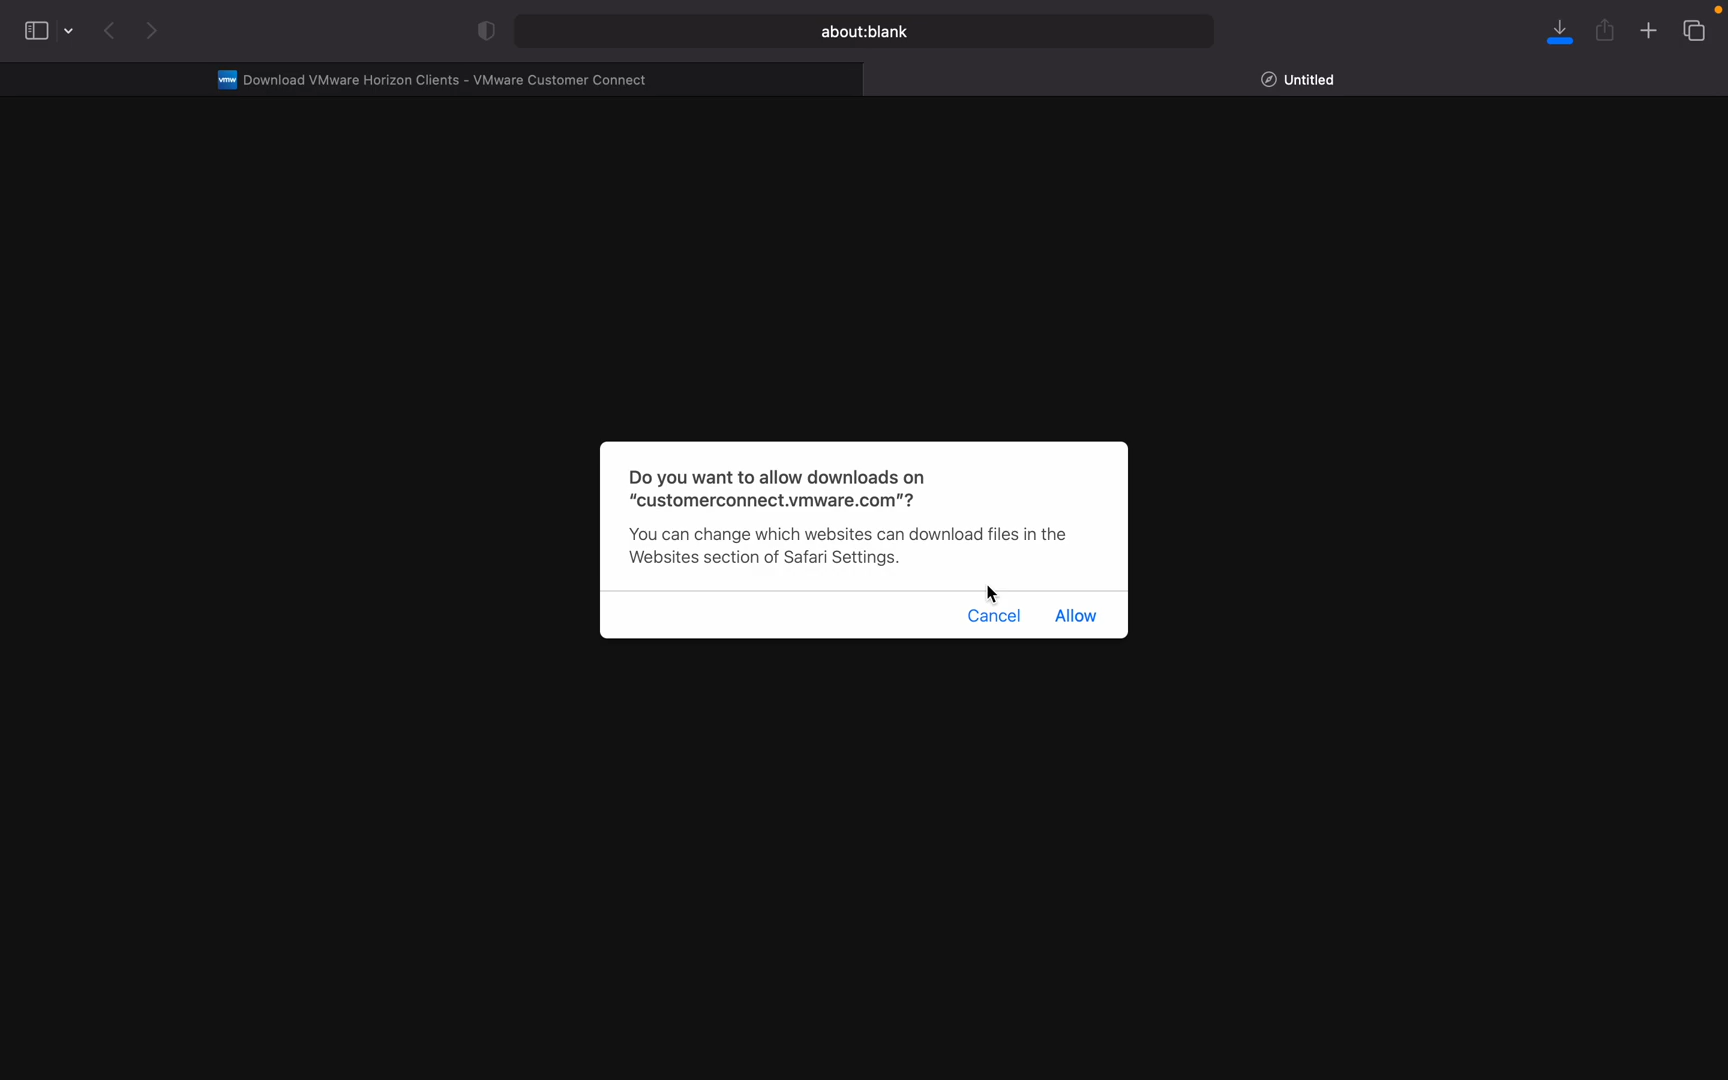 about:blank
vmw Download VMware Horizon Clients - VMware Customer Connect
Untitled
Do you want to allow downloads on
“customerconnect.vmware.com”?
You can change which websites can download files in the
Websites section of Safari Settings.
Cancel Allow